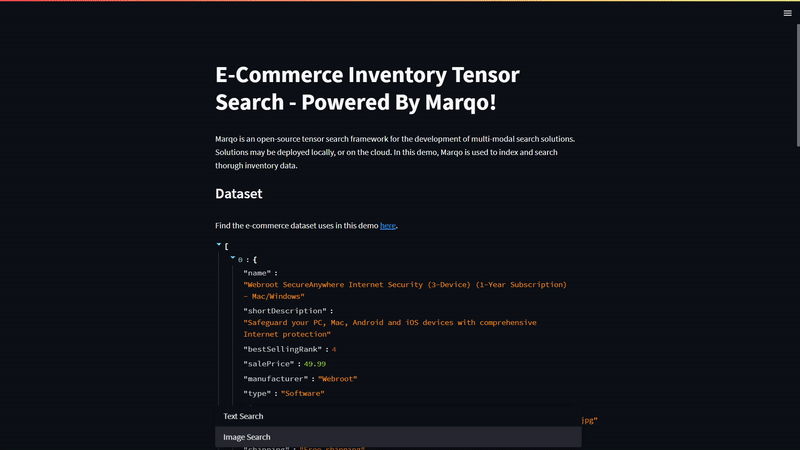 E-Commerce Inventory Tensor
Search - Powered By Marqo!
Marqo is an open-source tensor search framework for the development of multi-modal search solutions.
Solutions may be deployed locally, or on the cloud. In this demo, Marqo is used to index and search
thorugh inventory data.
Dataset
Find the e-commerce dataset uses in this demo here.
[
0 : {
"name" :
"Webroot SecureAnywhere Internet Security (3-Device) (1-Year Subscription)
- Mac/Windows"
"shortDescription" :
"Safeguard your PC, Mac, Android and iOS devices with comprehensive
Internet protection"
"bestSellingRank" : 4
"salePrice" : 49.99
"manufacturer" : "Webroot"
"type" : "Software"
Text Search
jpg"
Image Search
"shipping" : "Free shipping"